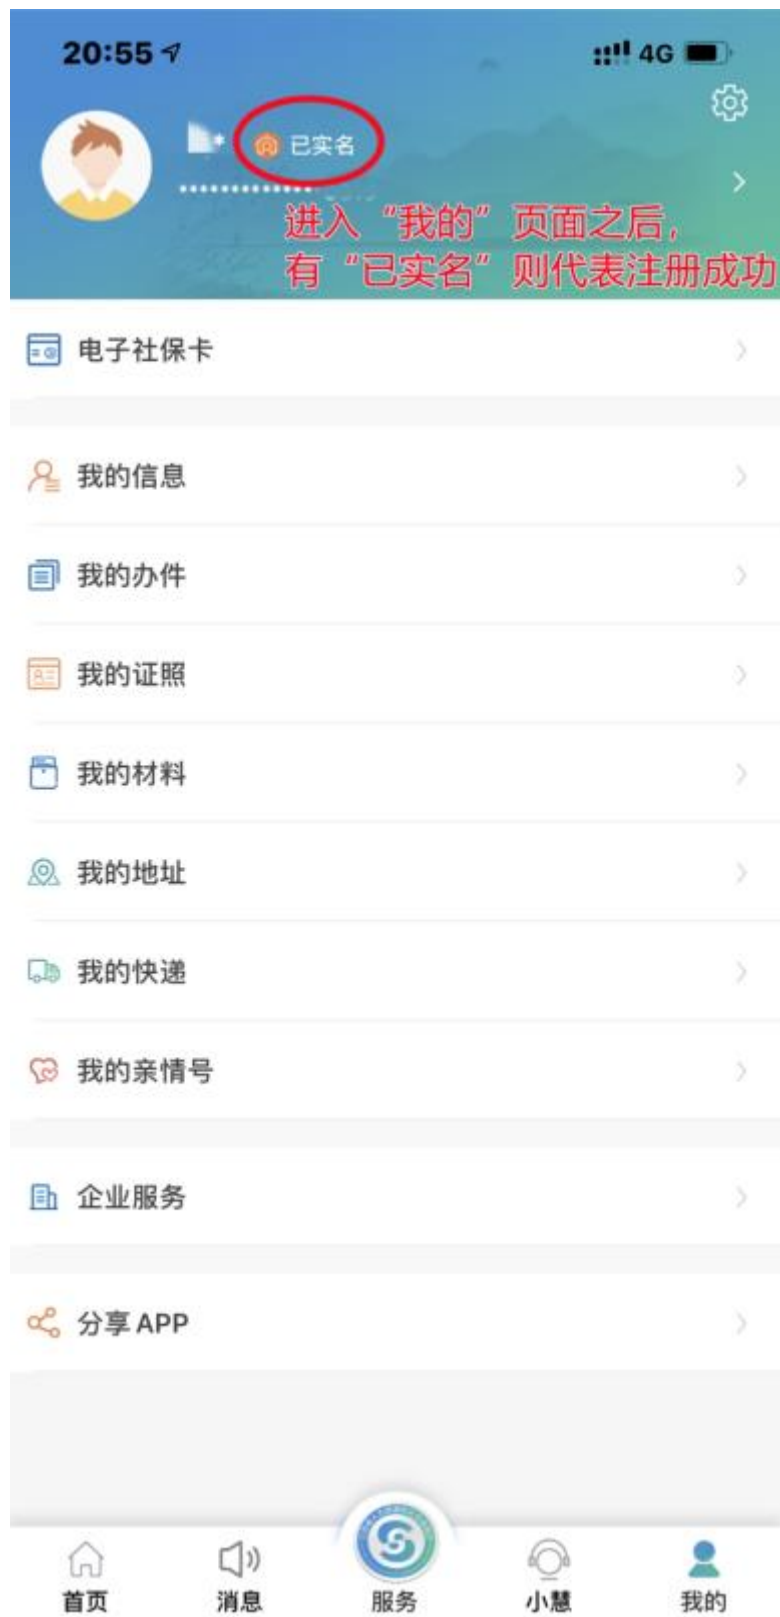 20:55
4G
已实名
进入“我的”页面之后,
有“已实名”则代表注册成功
电子社保卡
我的信息
我的办件
我的证照
我的材料
我的地址
我的快递
我的亲情号
企业服务
分享APP
首页 消息 服务 小慧 我的